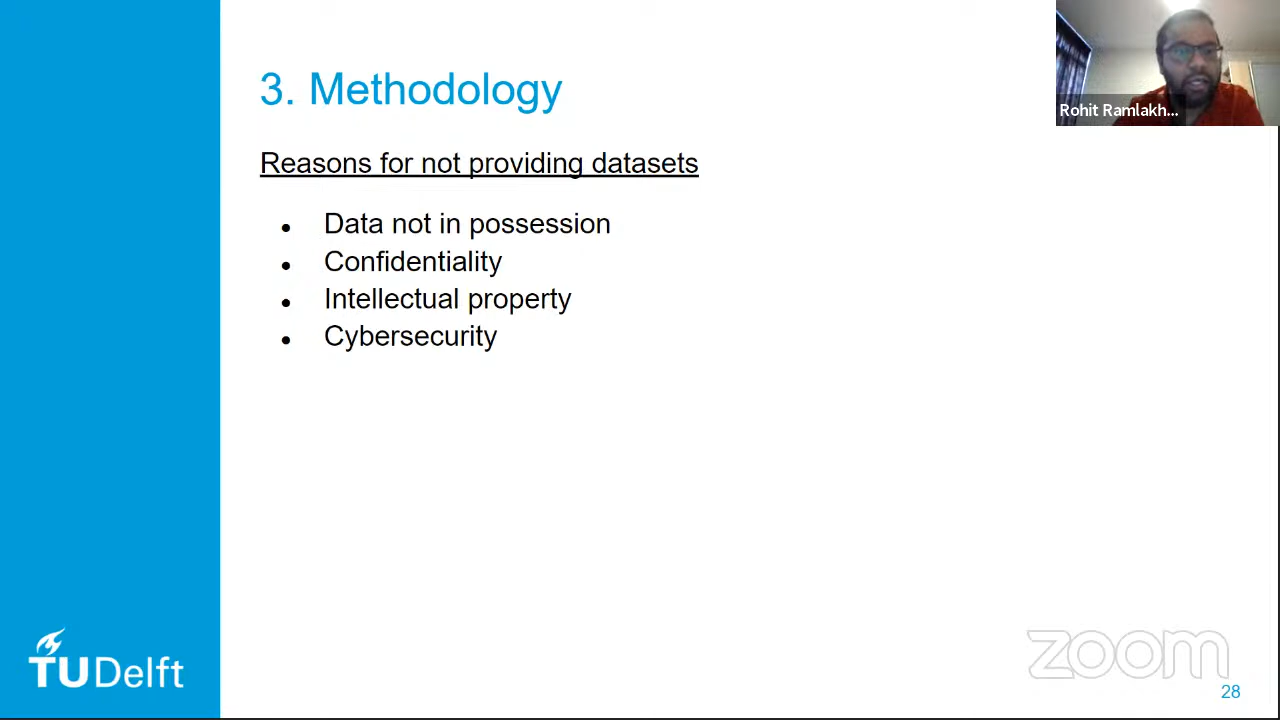 3. Methodology
Rohit Ramlakh...
Reasons for not providing datasets
● Data not in possession
● Confidentiality
● Intellectual property
● Cybersecurity
TUDelft
zoom
28